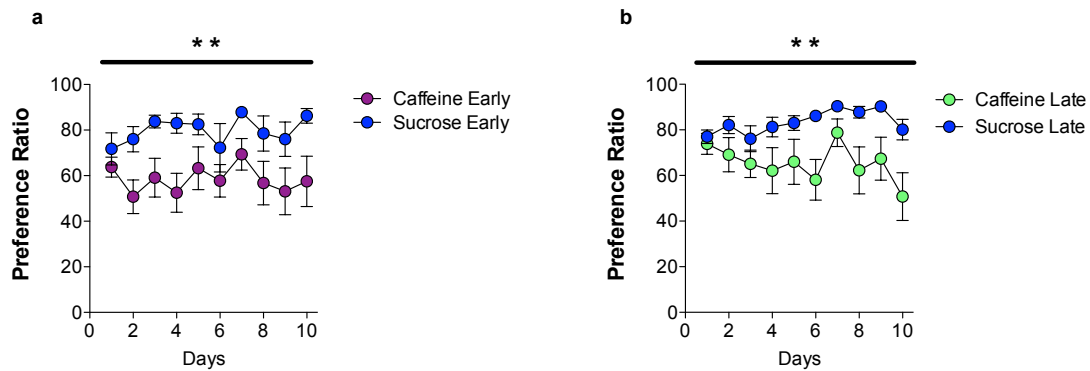 a
* *
100
80
60
40
20
0
Preference Ratio
0 2 4 6 8 10
Days
Caffeine Early
Sucrose Early
b
* *
100
80
60
40
20
0
Preference Ratio
0 2 4 6 8 10
Days
Caffeine Late
Sucrose Late